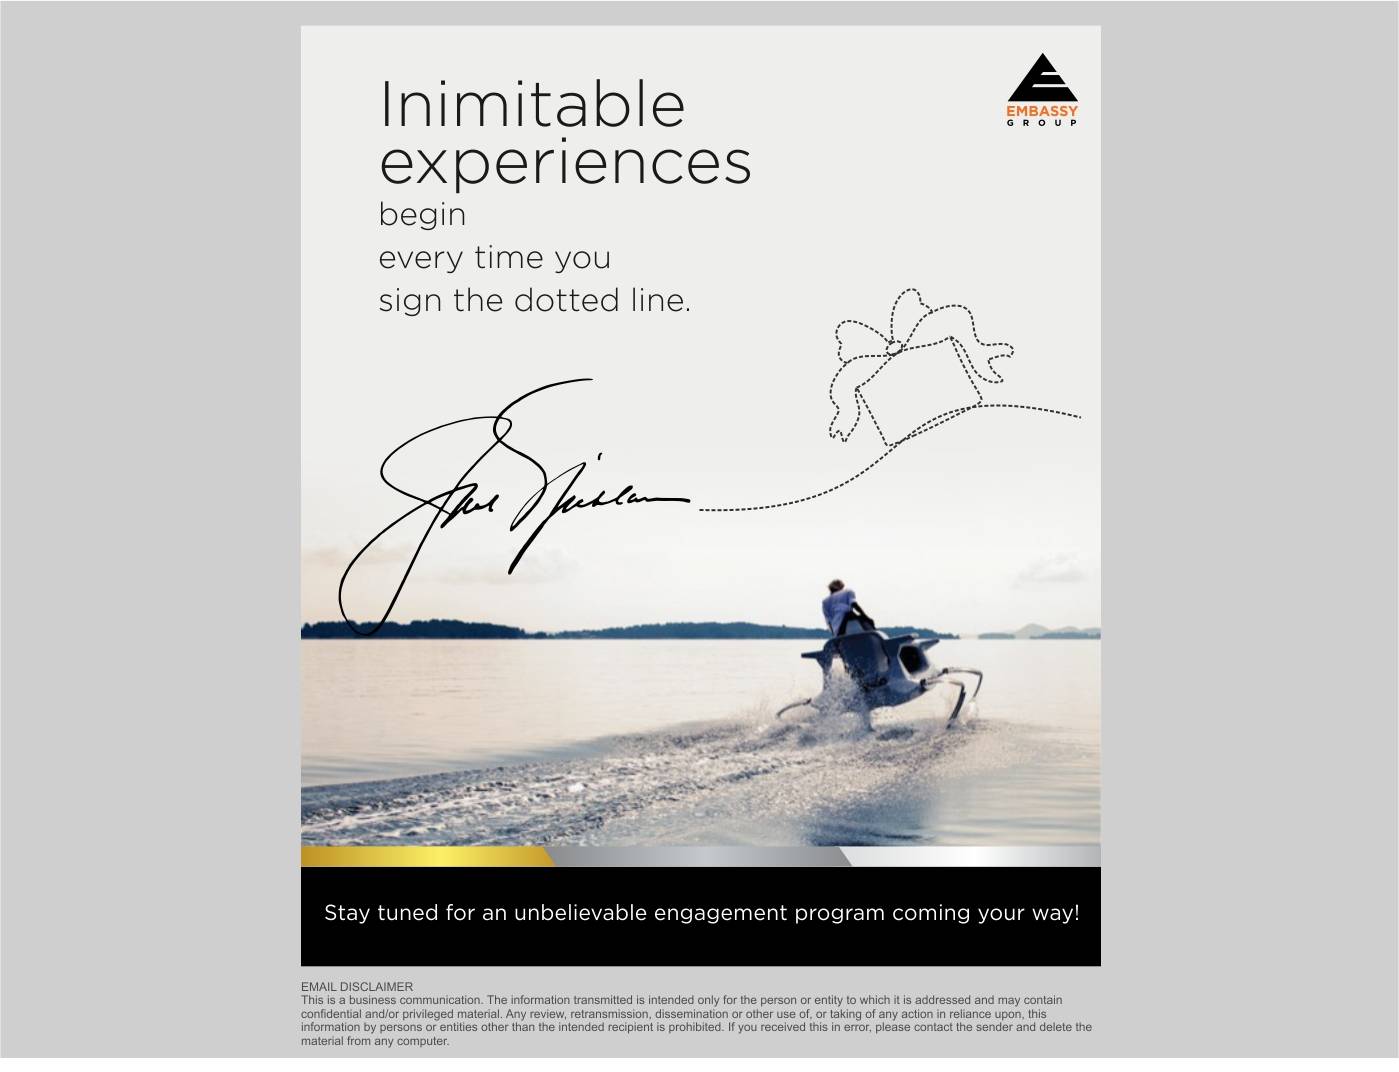 Inimitable
experiences
begin
every time you
sign the dotted line.
EMBASSY
GROUP
Stay tuned for an unbelievable engagement program coming your way!
EMAIL DISCLAIMER
This is a business communication. The information transmitted is intended only for the person or entity to which it is addressed and may contain
confidential and/or privileged material. Any review, retransmission, dissemination or other use of, or taking of any action in reliance upon, this
information by persons or entities other than the intended recipient is prohibited. If you received this in error, please contact the sender and delete the
material from any computer.